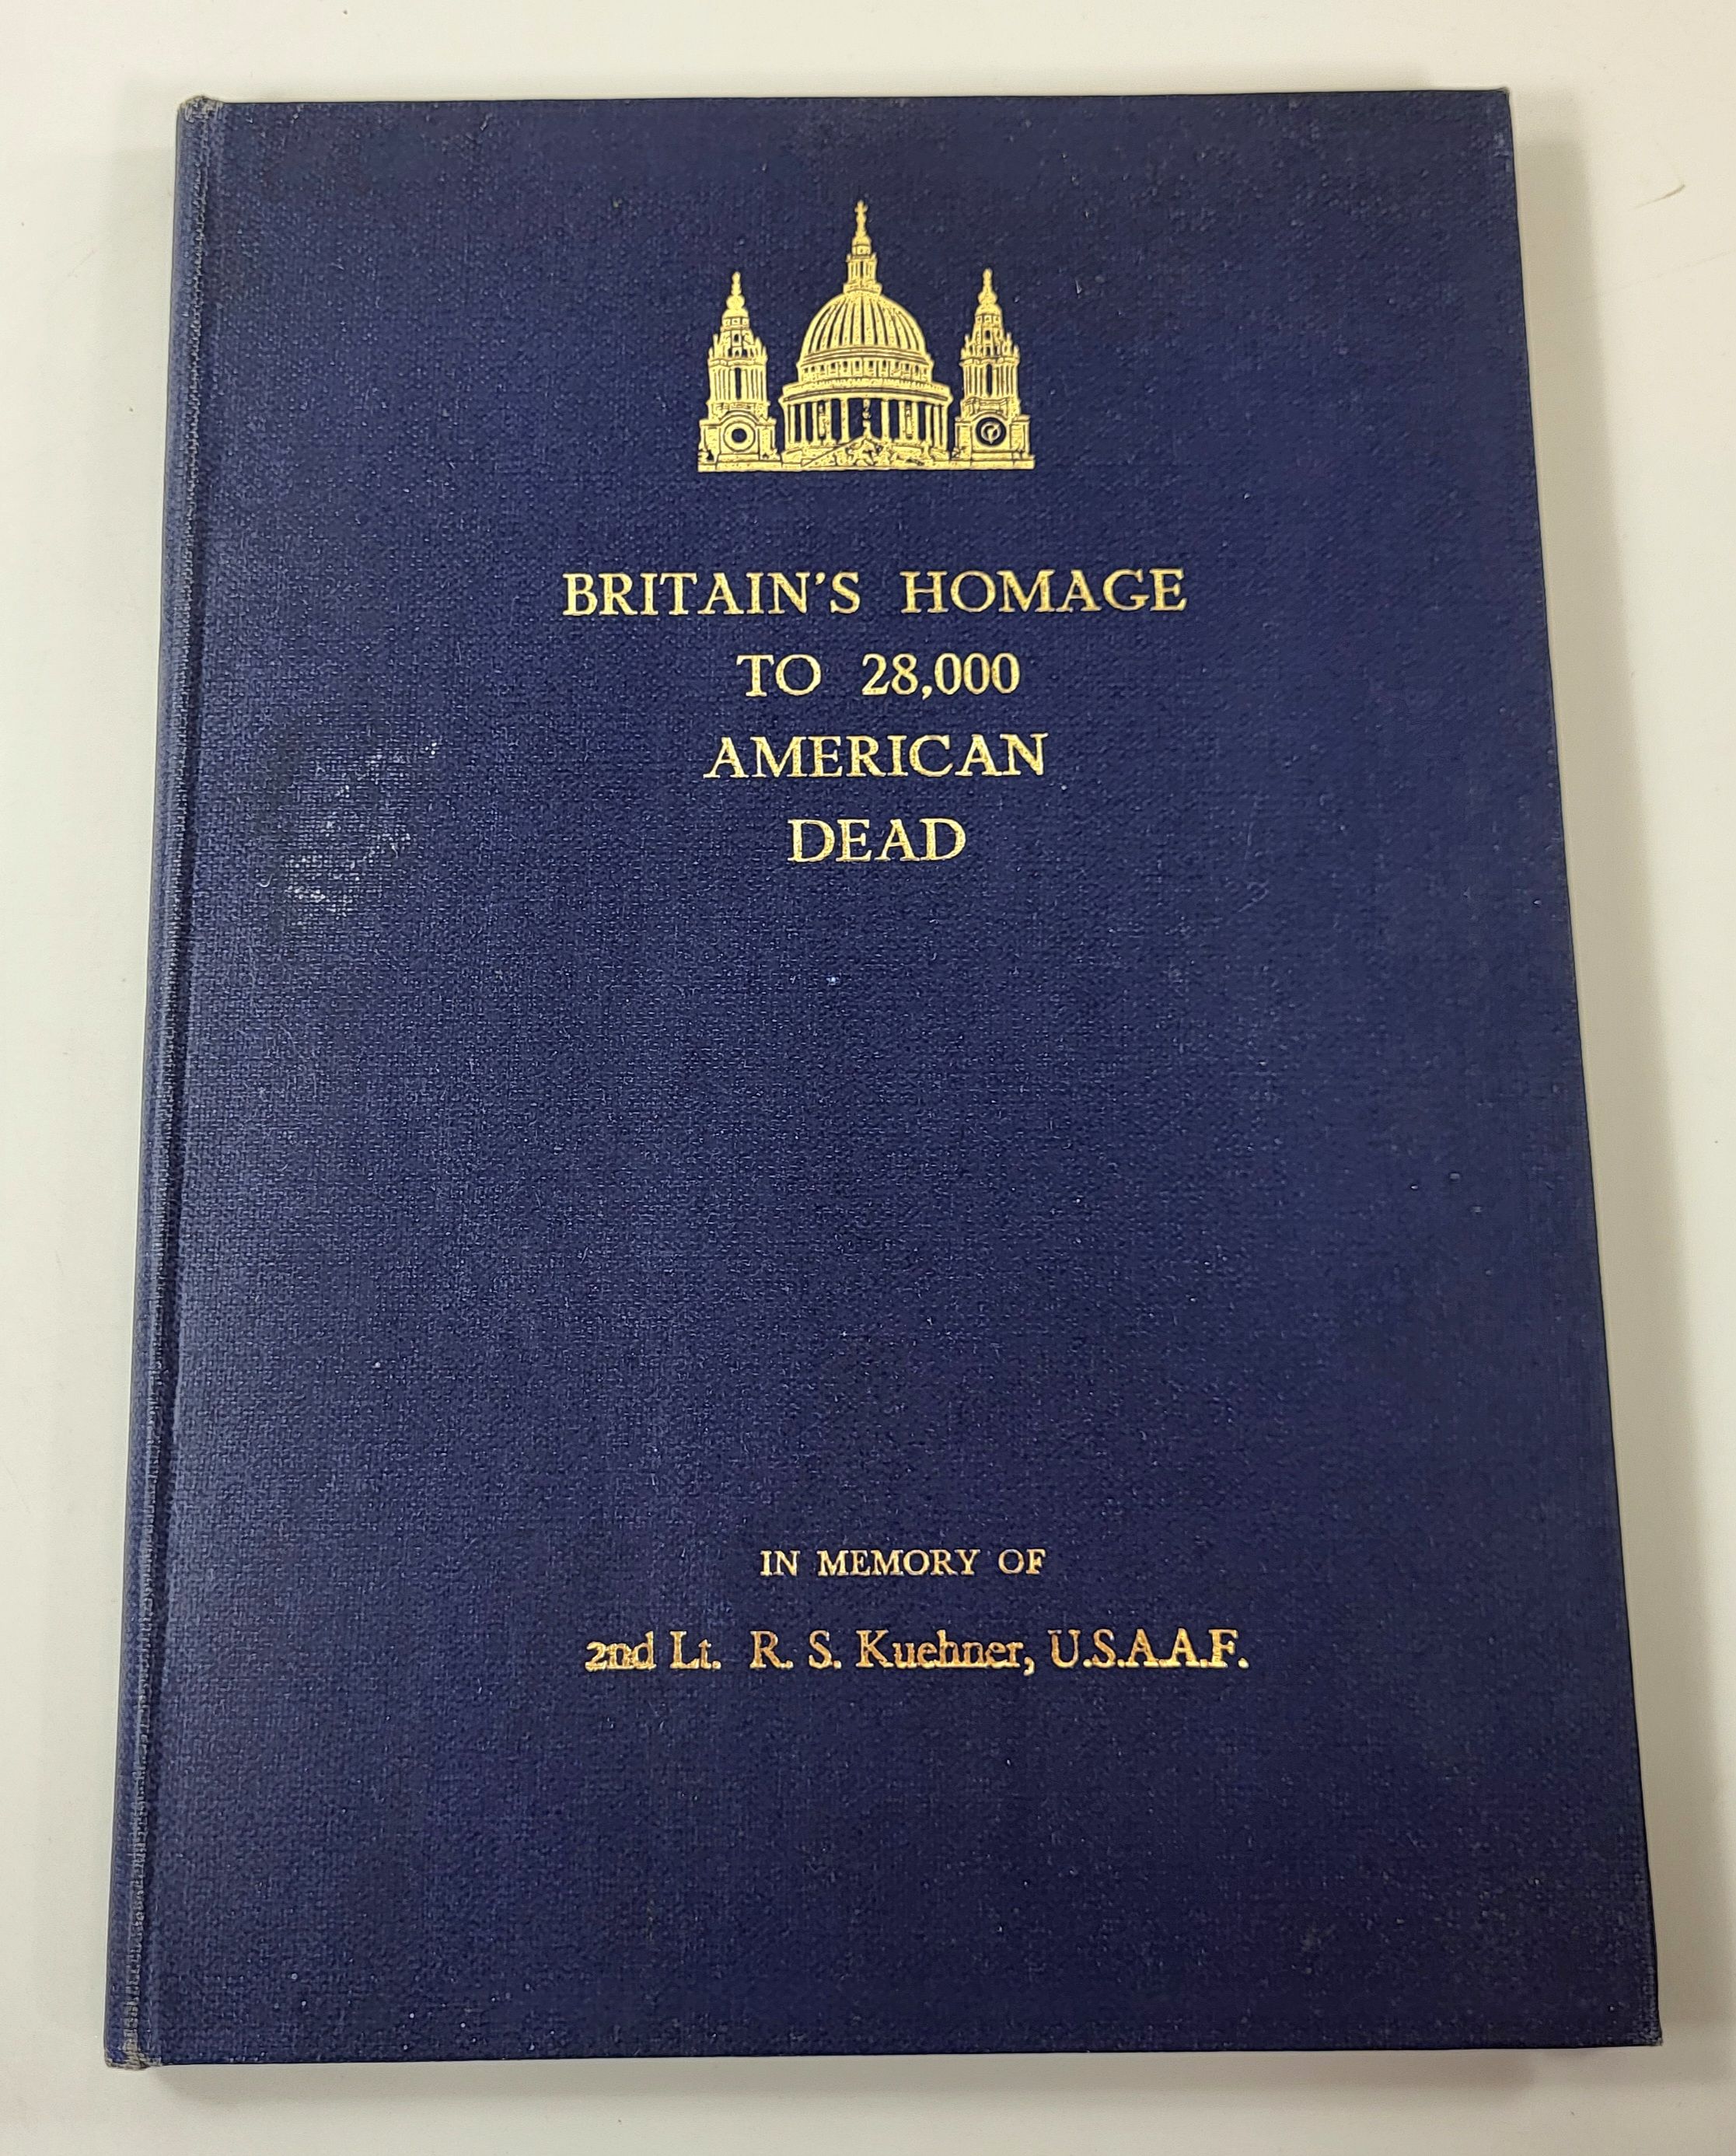 BRITAIN'S HOMAGE
TO 28,000
AMERICAN
DEAD
IN MEMORY OF
2nd Lt. R. S. Kuehner, U.S.A.A.F.